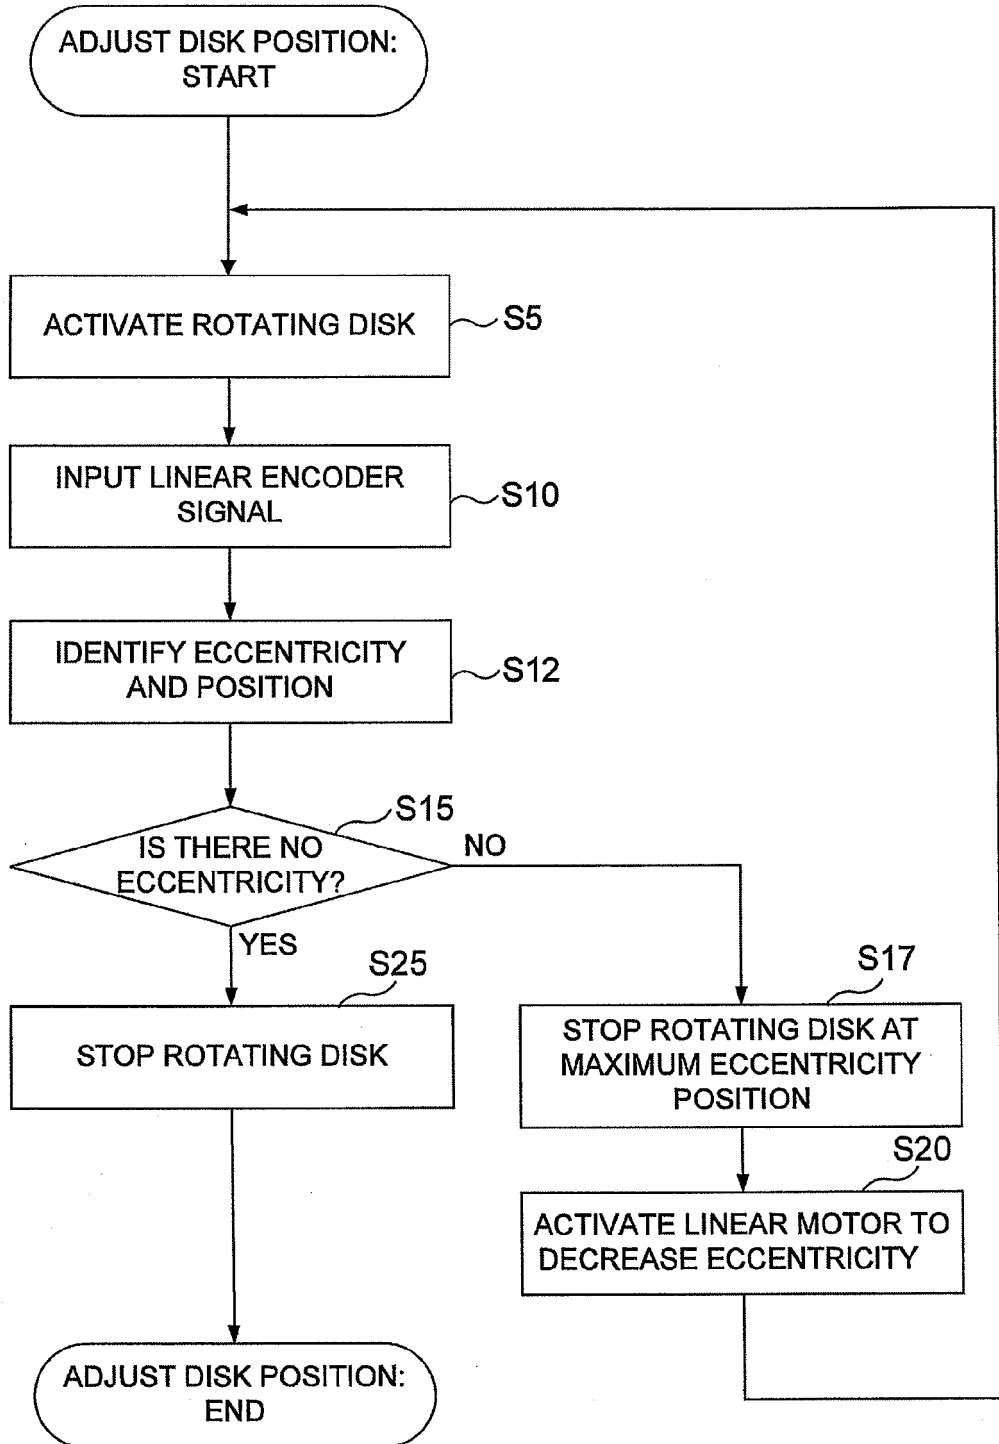 ADJUST DISK POSITION:
START
ACTIVATE ROTATING DISK
S5
INPUT LINEAR ENCODER
SIGNAL
S10
IDENTIFY ECCENTRICITY
AND POSITION
S12
S15
IS THERE NO
ECCENTRICITY?
NO
YES
S25
STOP ROTATING DISK
S17
STOP ROTATING DISK AT
MAXIMUM ECCENTRICITY
POSITION
S20
ACTIVATE LINEAR MOTOR TO
DECREASE ECCENTRICITY
ADJUST DISK POSITION:
END